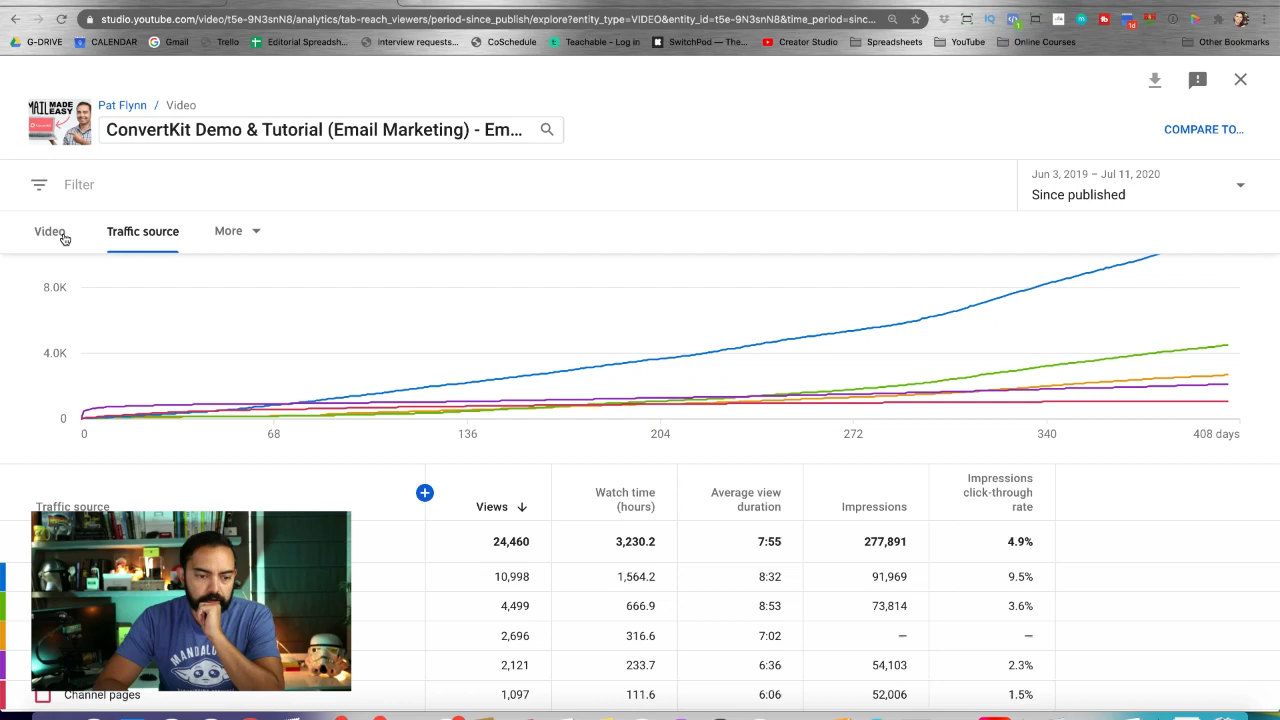 studio.youtube.com/video/t5e-9N3snN8/analytics/tab-reach_viewers/period-since_publish/explore?entity_type=VIDEO&entity_id=t5e-9N3snN8&time_period=sinc...
G-DRIVE CALENDAR Gmail Trello Editorial Spreadsh... interview requests... CoSchedule Teachable - Log in SwitchPod — The... Creator Studio Spreadsheets YouTube Online Courses Other Bookmarks
MADE
EASY
Pat Flynn / Video
ConvertKit Demo & Tutorial (Email Marketing) - Em...
COMPARE TO...
Filter
Jun 3, 2019 – Jul 11, 2020
Since published
Video Traffic source More
8.0K
4.0K
0
0 68 136 204 272 340 408 days
Traffic source Views Watch time (hours) Average view duration Impressions Impressions click-through rate
24,460 3,230.2 7:55 277,891 4.9%
10,998 1,564.2 8:32 91,969 9.5%
4,499 666.9 8:53 73,814 3.6%
2,696 316.6 7:02 — —
2,121 233.7 6:36 54,103 2.3%
Channel pages 1,097 111.6 6:06 52,006 1.5%
MANDALOR